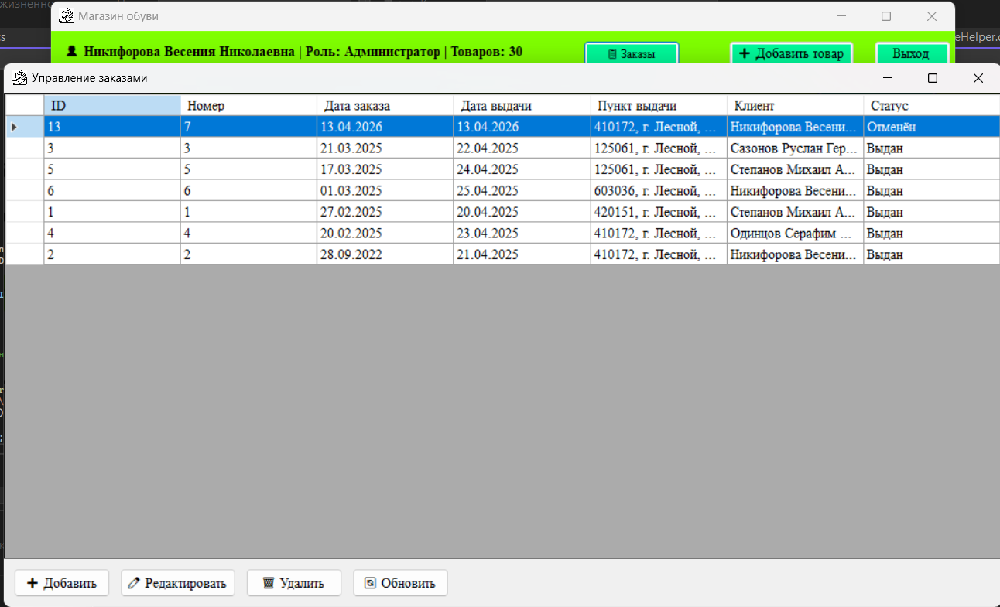 жизненно
Магазин обуви
cs
eHelper.c
Никифорова Весения Николаевна | Роль: Администратор | Товаров: 30
Заказы
Добавить товар
Выход
Управление заказами
ID Номер Дата заказа Дата выдачи Пункт выдачи Клиент Статус
13 7 13.04.2026 13.04.2026 410172, г. Лесной, ... Никифорова Весени... Отменён
3 3 21.03.2025 22.04.2025 125061, г. Лесной, ... Сазонов Руслан Гер... Выдан
5 5 17.03.2025 24.04.2025 125061, г. Лесной, ... Степанов Михаил А... Выдан
6 6 01.03.2025 25.04.2025 603036, г. Лесной, ... Никифорова Весени... Выдан
1 1 27.02.2025 20.04.2025 420151, г. Лесной, ... Степанов Михаил А... Выдан
4 4 20.02.2025 23.04.2025 410172, г. Лесной, ... Одинцов Серафим ... Выдан
2 2 28.09.2022 21.04.2025 410172, г. Лесной, ... Никифорова Весени... Выдан
Добавить
Редактировать
Удалить
Обновить